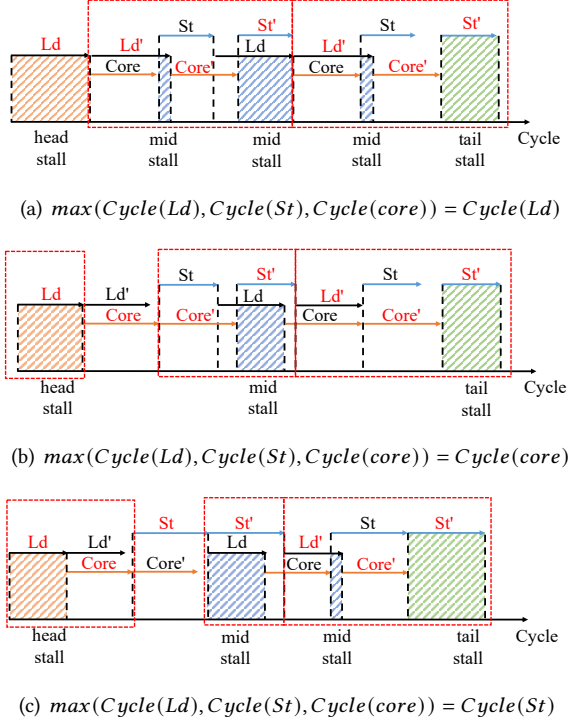 St St' St St'
Ld Ld' Ld Ld'
Core Core' Core Core'
head stall mid stall mid stall mid stall tail stall Cycle
(a) max(Cycle(Ld),Cycle(St),Cycle(core)) = Cycle(Ld)
St St' St St'
Ld Ld' Ld Ld'
Core Core' Core Core'
head stall mid stall tail stall Cycle
(b) max(Cycle(Ld),Cycle(St),Cycle(core)) = Cycle(core)
St St' St St'
Ld Ld' Ld Ld'
Core Core' Core Core'
head stall mid stall mid stall tail stall Cycle
(c) max(Cycle(Ld),Cycle(St),Cycle(core)) = Cycle(St)